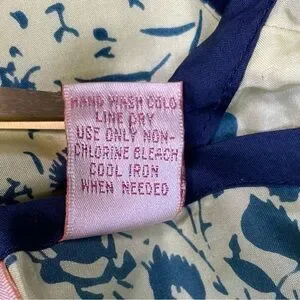 HAND WASH COLD
LINE DRY
USE ONLY NON-
CHLORINE BLEACH
COOL IRON
WHEN NEEDED